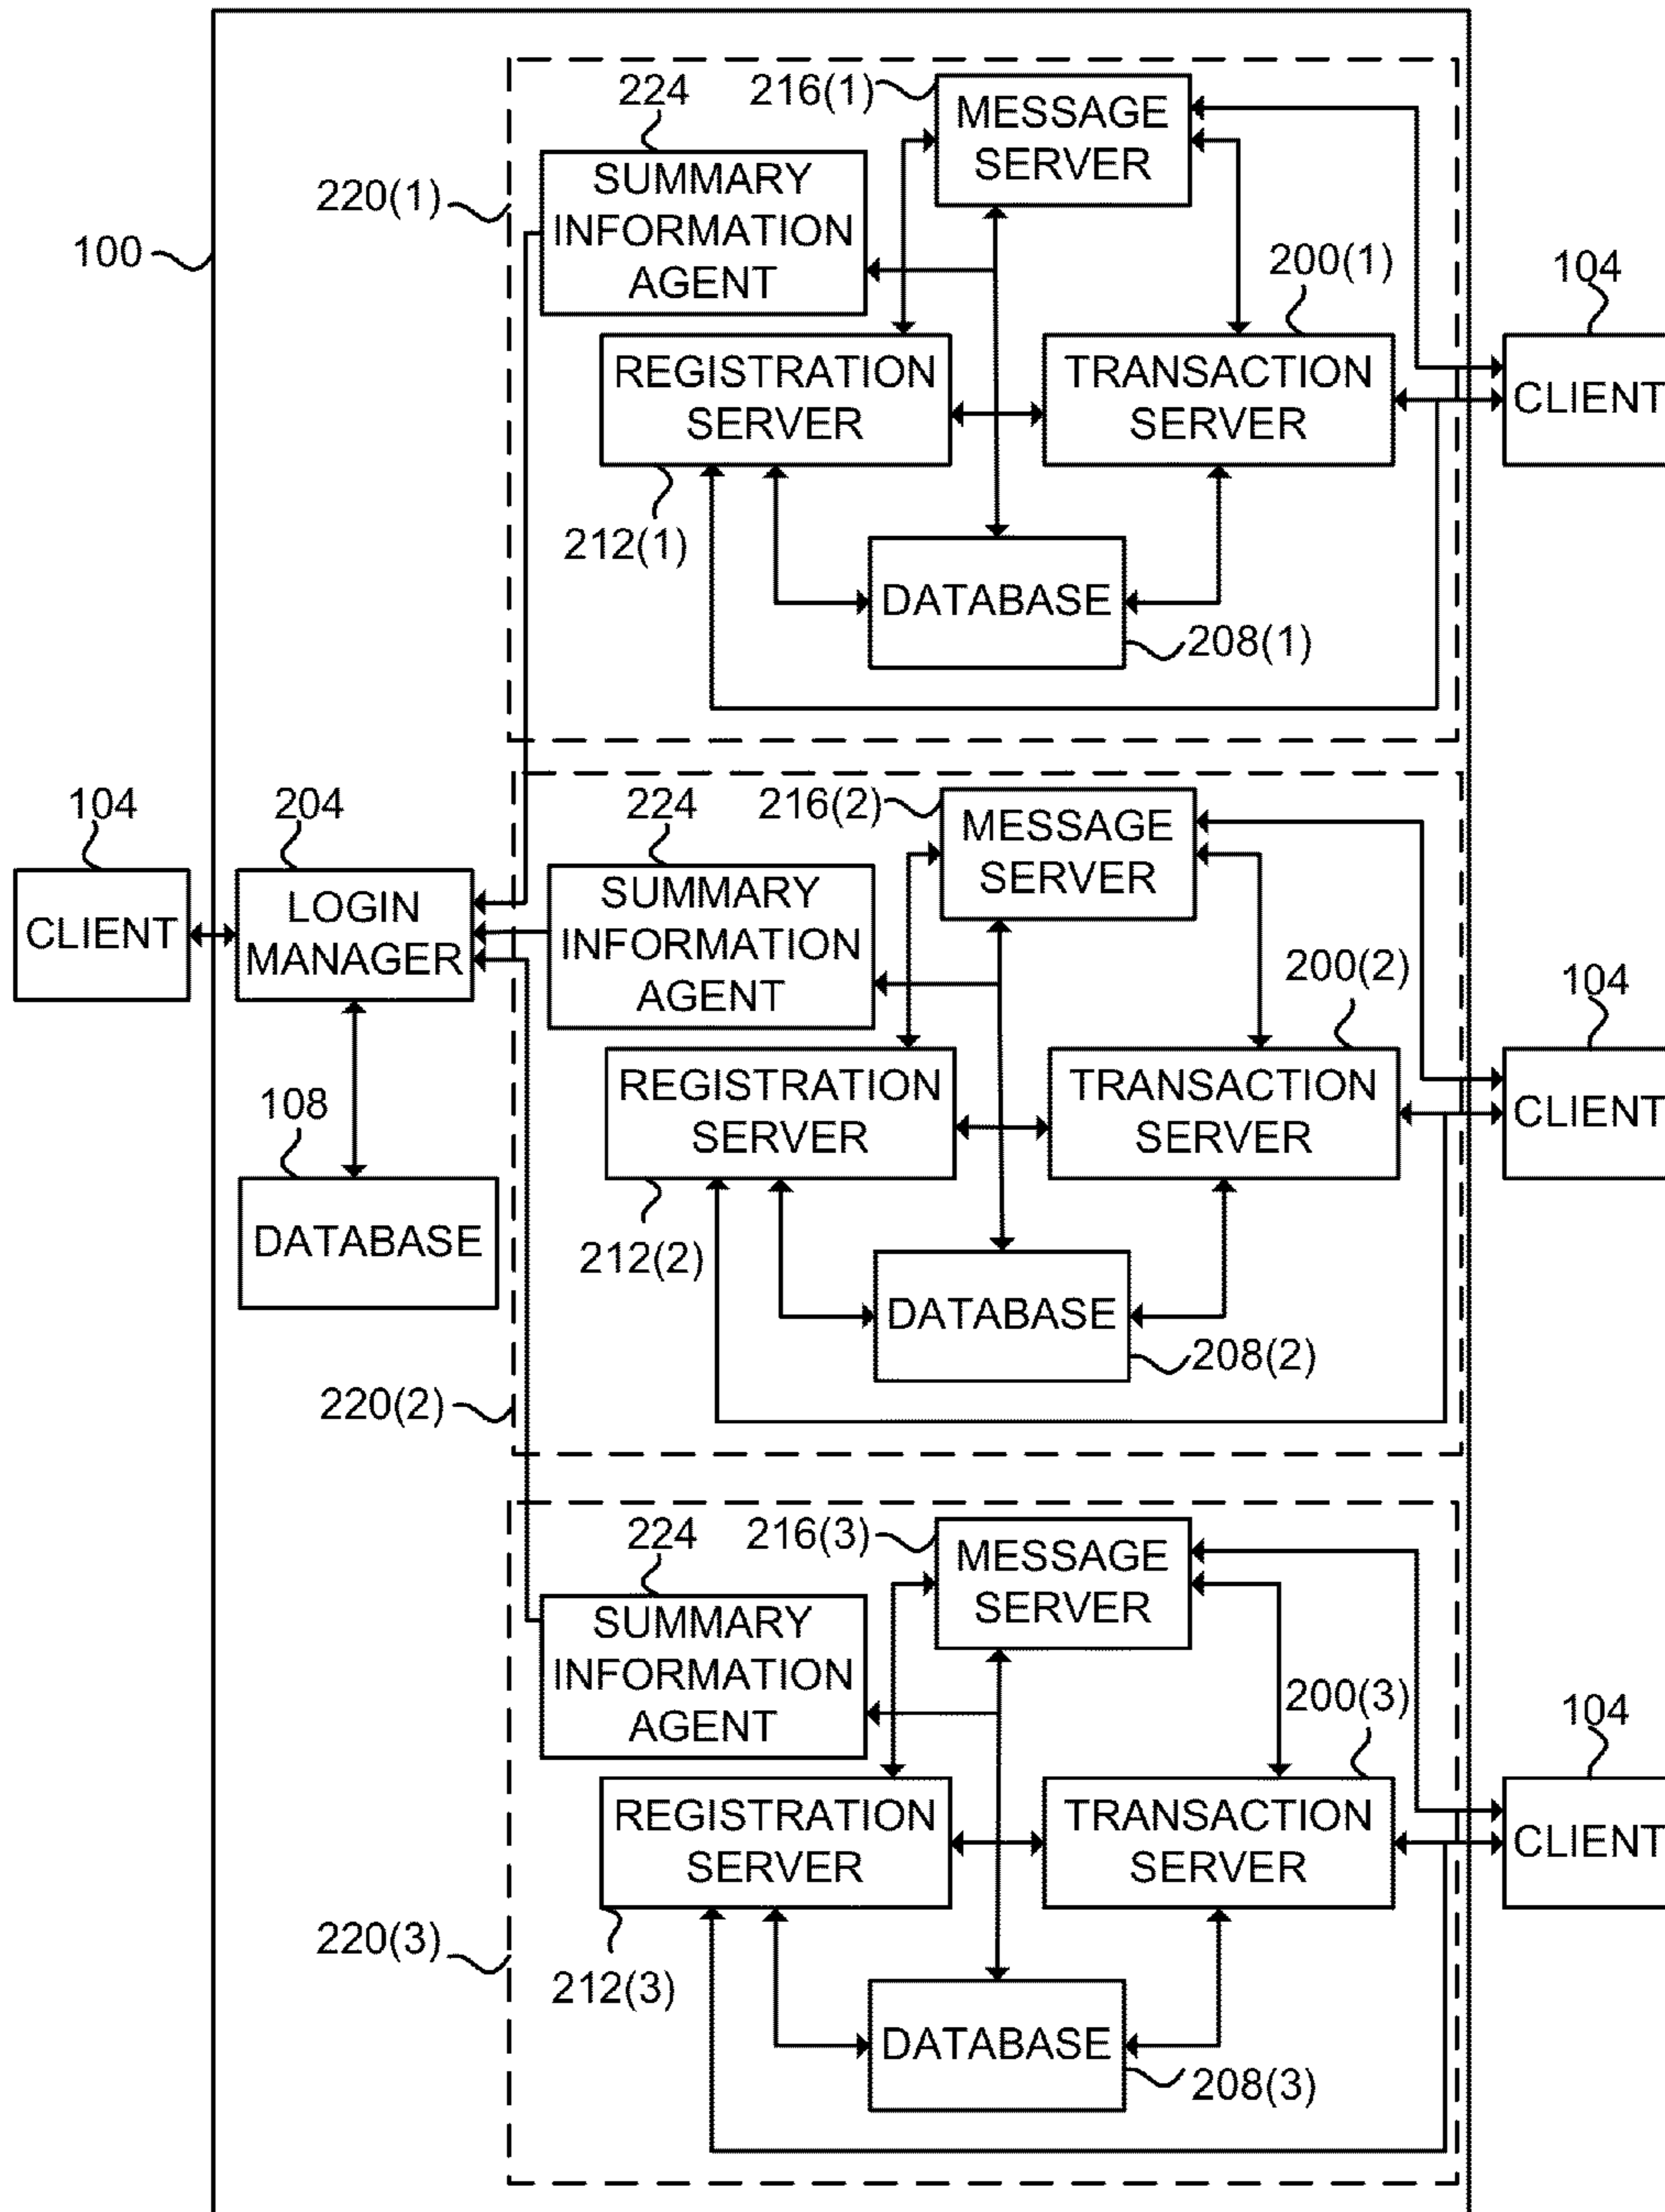 224
216(1)
MESSAGE
SERVER
SUMMARY
INFORMATION
AGENT
220(1)
100
200(1)
104
REGISTRATION
SERVER
TRANSACTION
SERVER
CLIENT
212(1)
DATABASE
208(1)
104
204
224
216(2)
MESSAGE
SERVER
CLIENT
LOGIN
MANAGER
SUMMARY
INFORMATION
AGENT
200(2)
104
108
REGISTRATION
SERVER
TRANSACTION
SERVER
CLIENT
DATABASE
212(2)
DATABASE
208(2)
220(2)
224
216(3)
MESSAGE
SERVER
SUMMARY
INFORMATION
AGENT
200(3)
104
REGISTRATION
SERVER
TRANSACTION
SERVER
CLIENT
220(3)
212(3)
DATABASE
208(3)